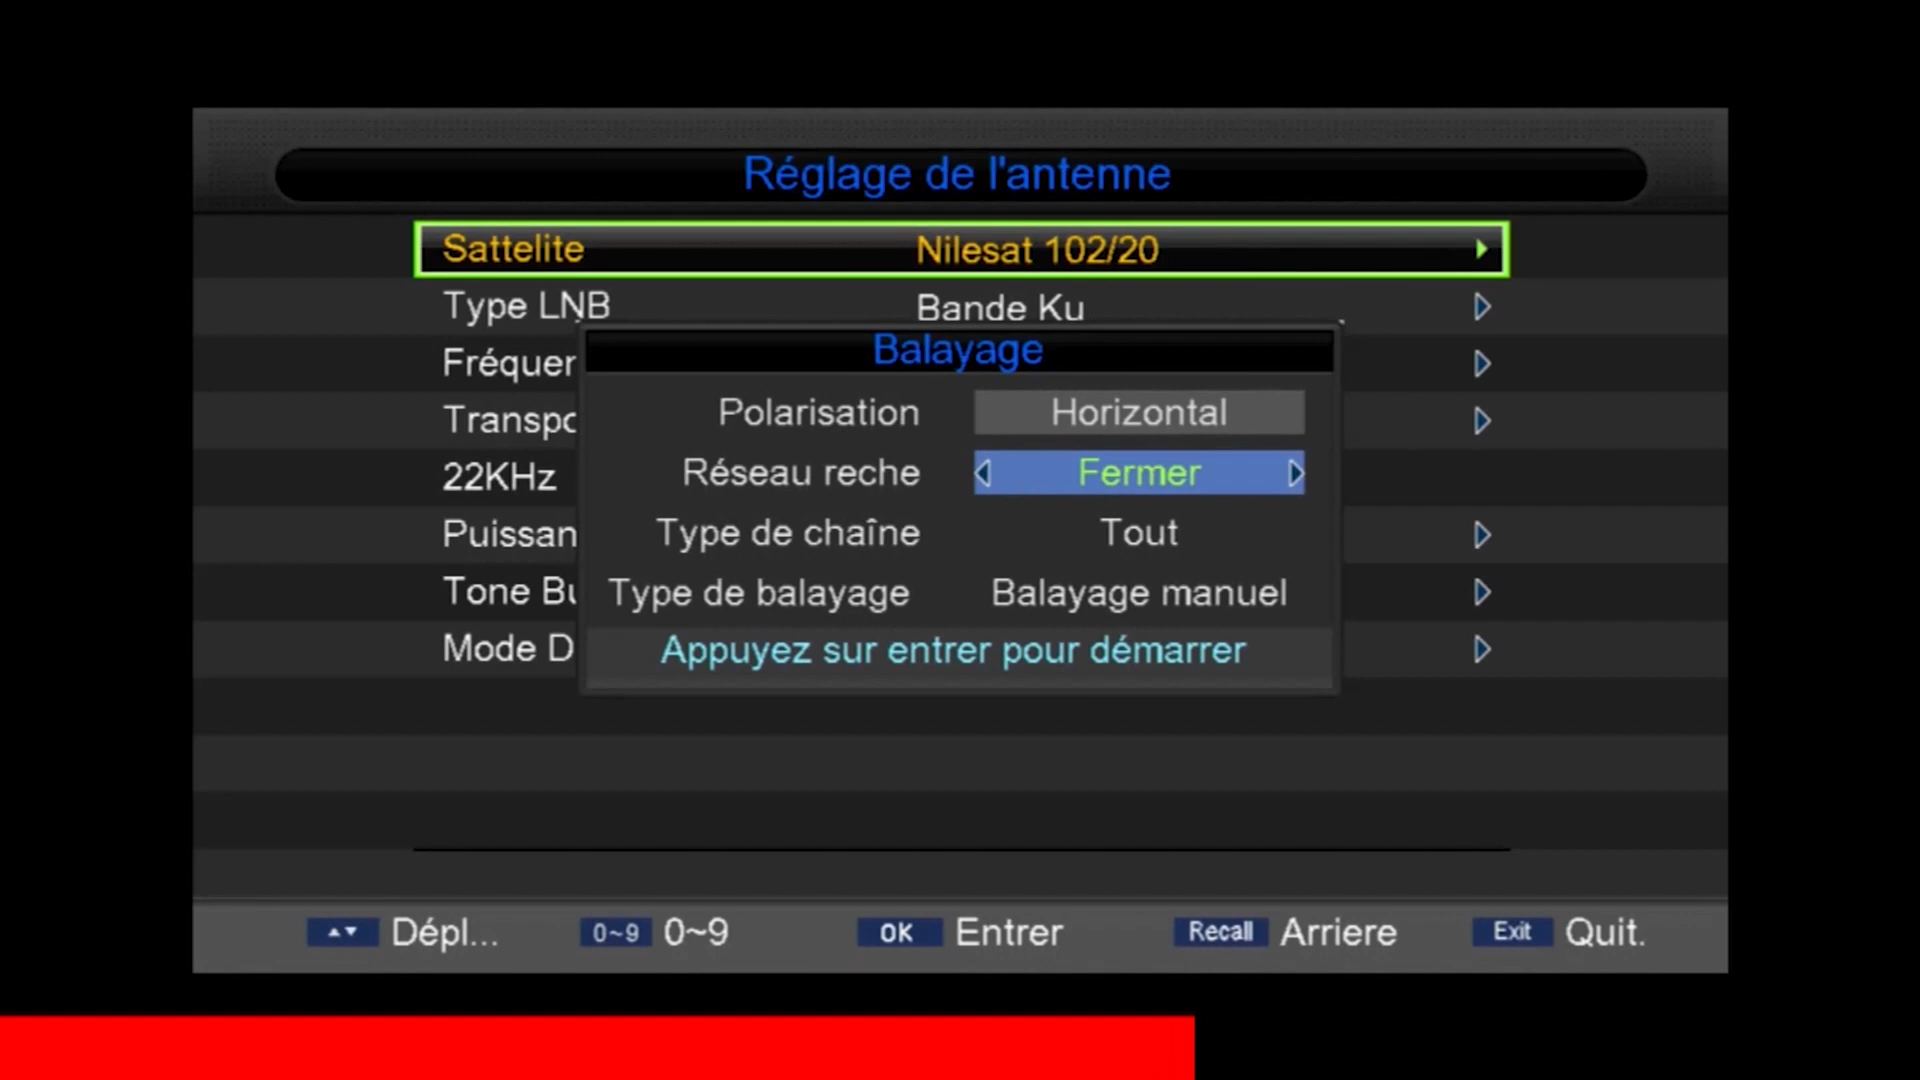 Réglage de l'antenne
Sattelite Nilesat 102/20
Type LNB Bande Ku
Balayage
Fréquer
Polarisation Horizontal
Transpo
Réseau reche Fermer
22KHz
Type de chaîne Tout
Puissan
Type de balayage Balayage manuel
Tone Bu
Appuyez sur entrer pour démarrer
Mode D
Dépl... 0~9 0~9 OK Entrer Recall Arriere Exit Quit.